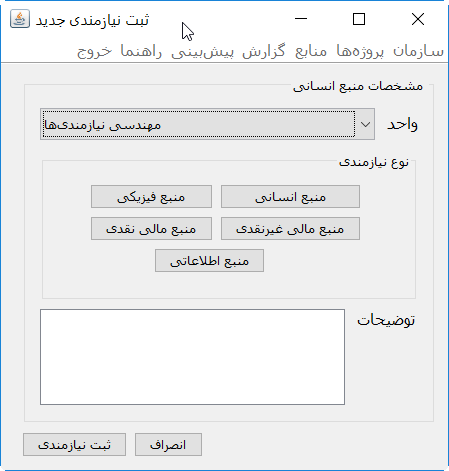 ثبت نیازمندی جدید
سازمان پروژه‌ها منابع گزارش پیش‌بینی راهنما خروج
مشخصات منبع انسانی
واحد مهندسی نیازمندی‌ها
نوع نیازمندی
منبع انسانی منبع فیزیکی
منبع مالی غیرنقدی منبع مالی نقدی
منبع اطلاعاتی
توضیحات
انصراف ثبت نیازمندی